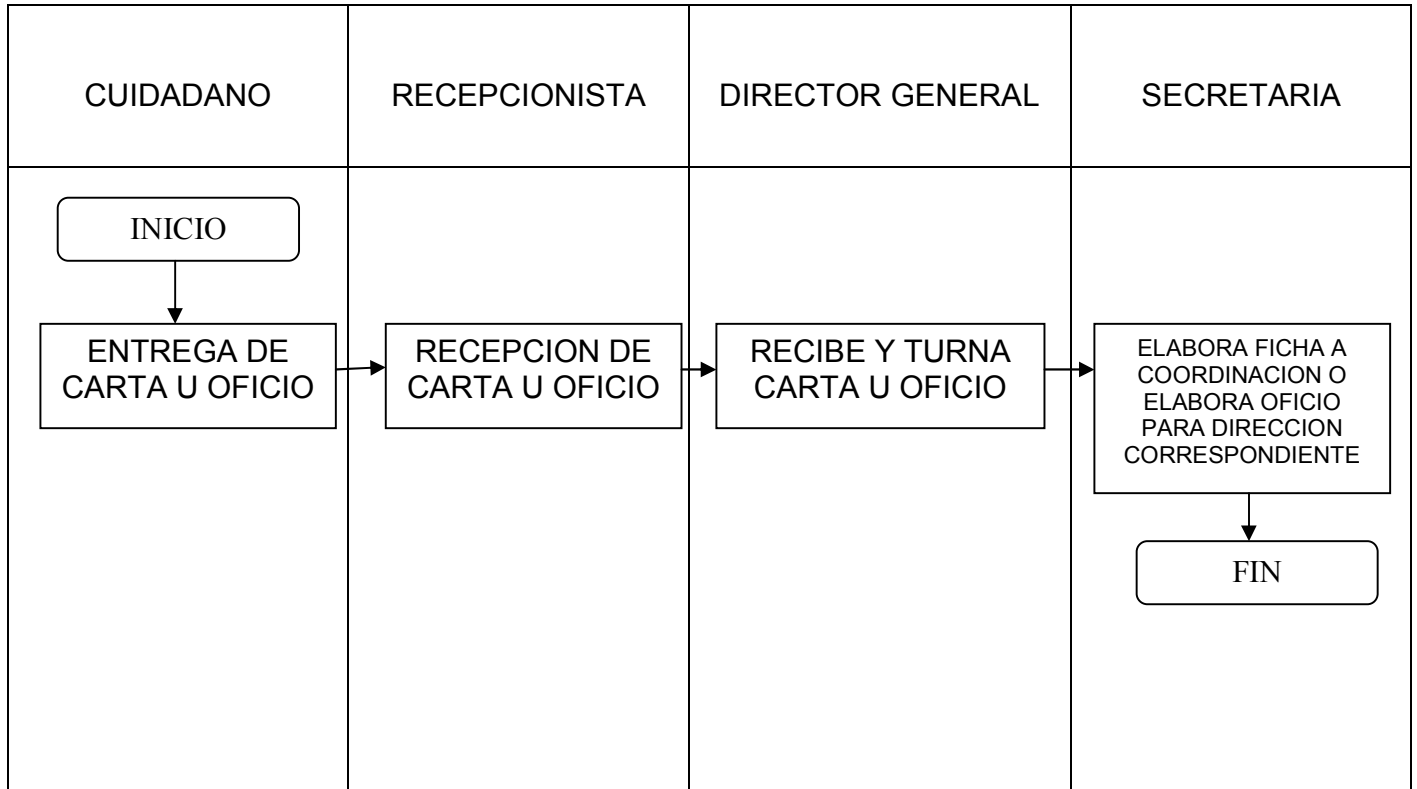 CUIDADANO
RECEPCIONISTA
DIRECTOR GENERAL
SECRETARIA
INICIO
ENTREGA DE
CARTA U OFICIO
RECEPCION DE
CARTA U OFICIO
RECIBE Y TURNA
CARTA U OFICIO
ELABORA FICHA A
COORDINACION O
ELABORA OFICIO
PARA DIRECCION
CORRESPONDIENTE
FIN